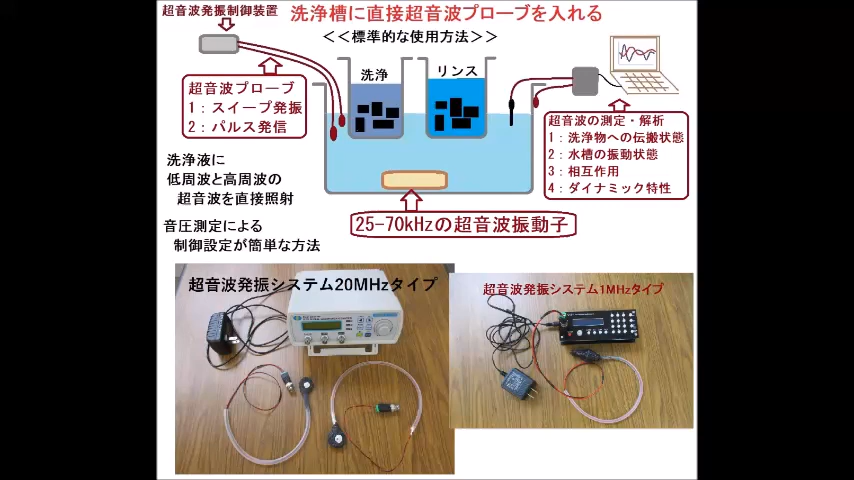 超音波発振制御装置
洗浄槽に直接超音波プローブを入れる
<<標準的な使用方法>>
超音波プローブ
1：スイープ発振
2：パルス発信
洗浄
リンス
超音波の測定・解析
1：洗浄物への伝搬状態
2：水槽の振動状態
3：相互作用
4：ダイナミック特性
洗浄液に
低周波と高周波の
超音波を直接照射
音圧測定による
制御設定が簡単な方法
25-70kHzの超音波振動子
超音波発振システム20MHzタイプ
超音波発振システム1MHzタイプ